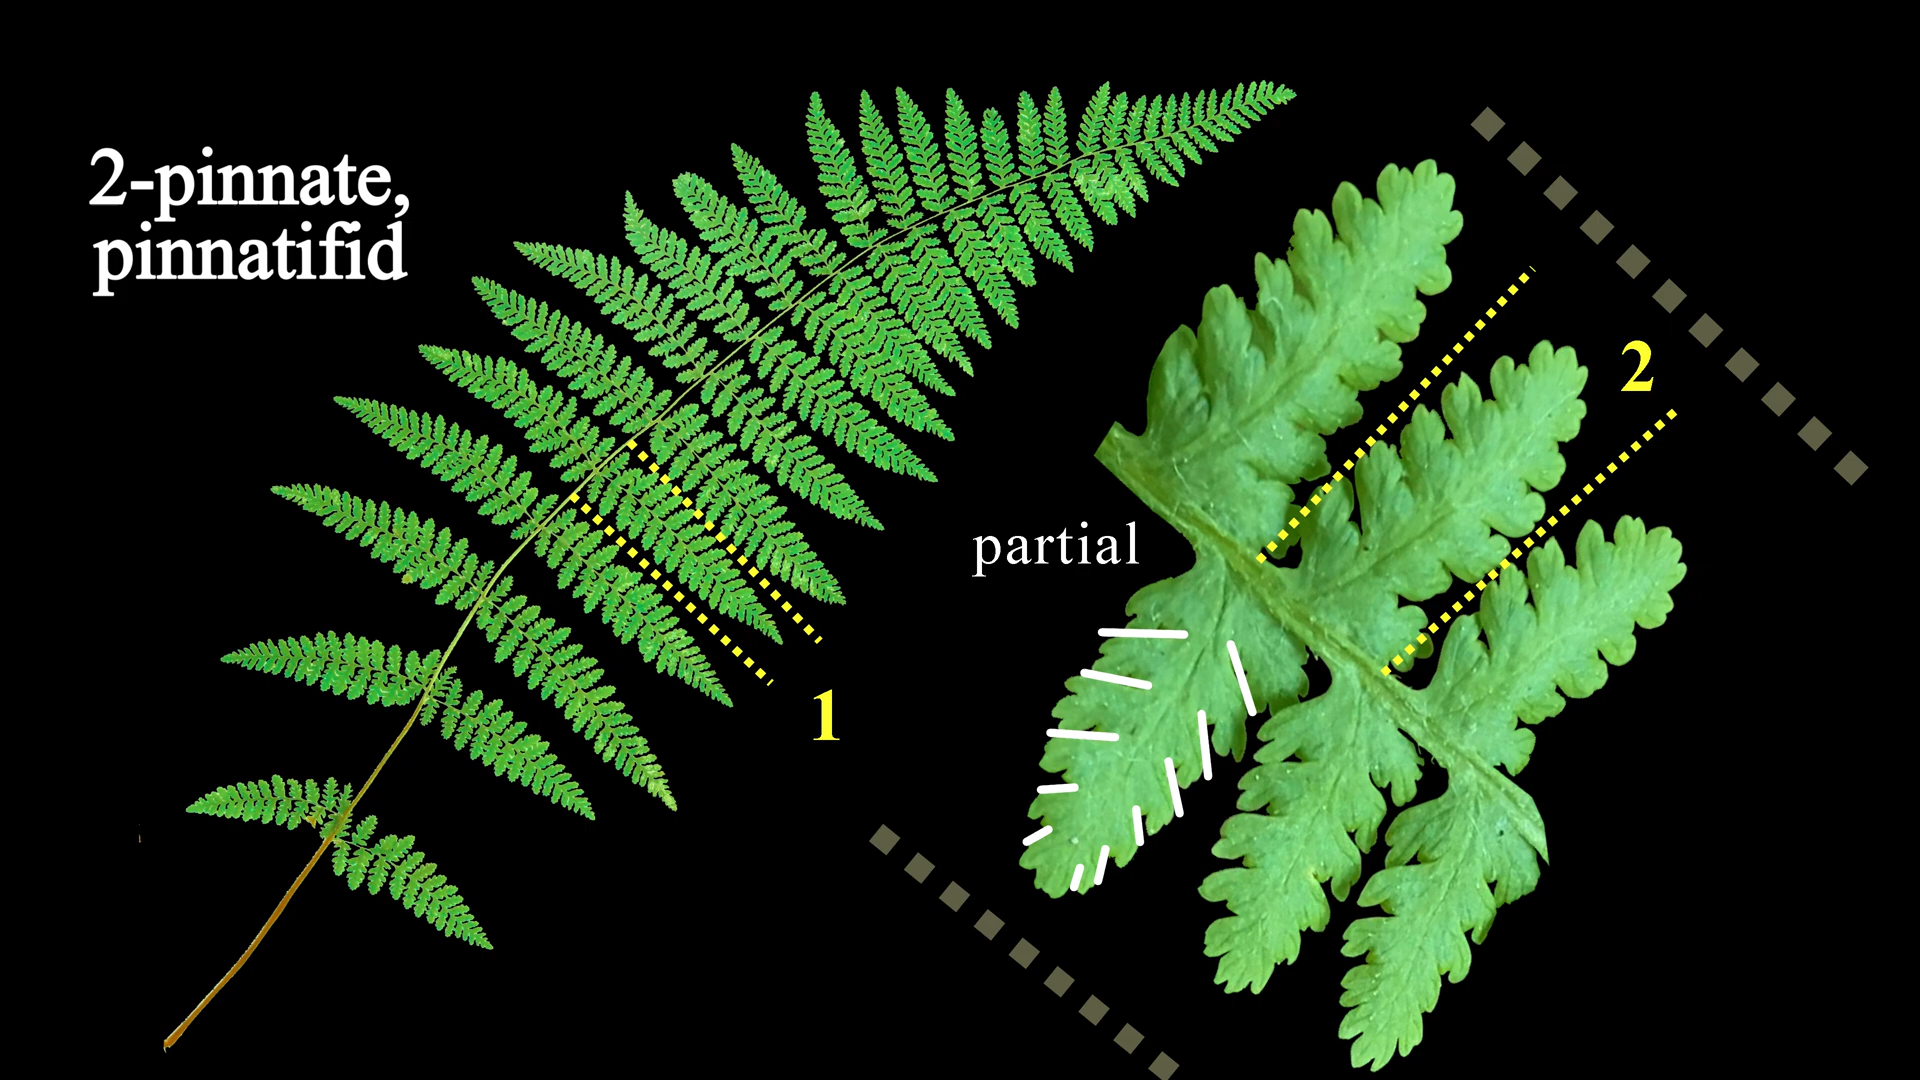 2-pinnate,
pinnatifid
2
partial
1